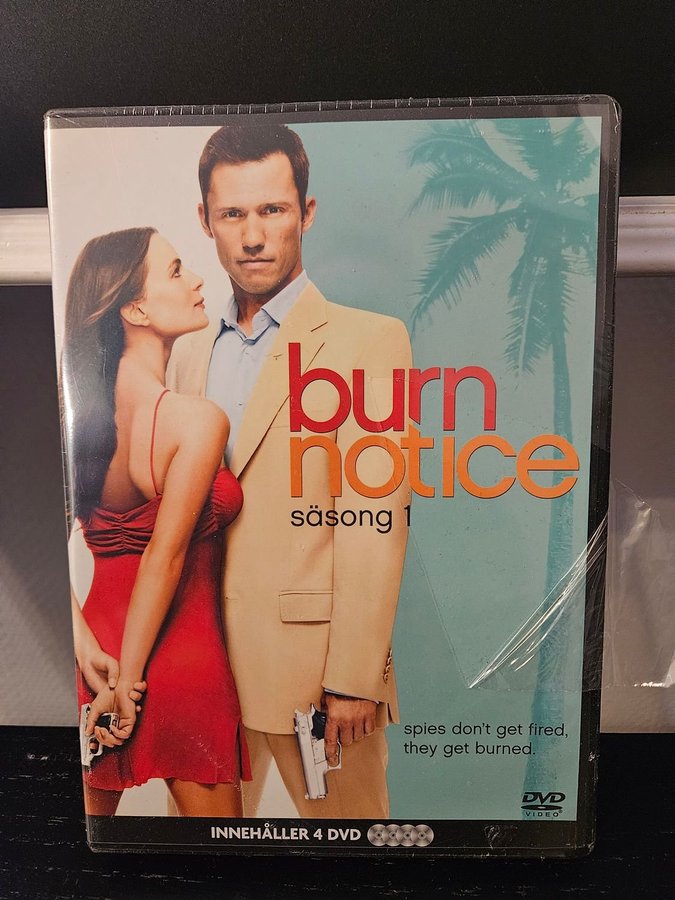 burn
notice
säsong 1
spies don't get fired,
they get burned.
DVD
VIDEO
INNEHÅLLER 4 DVD